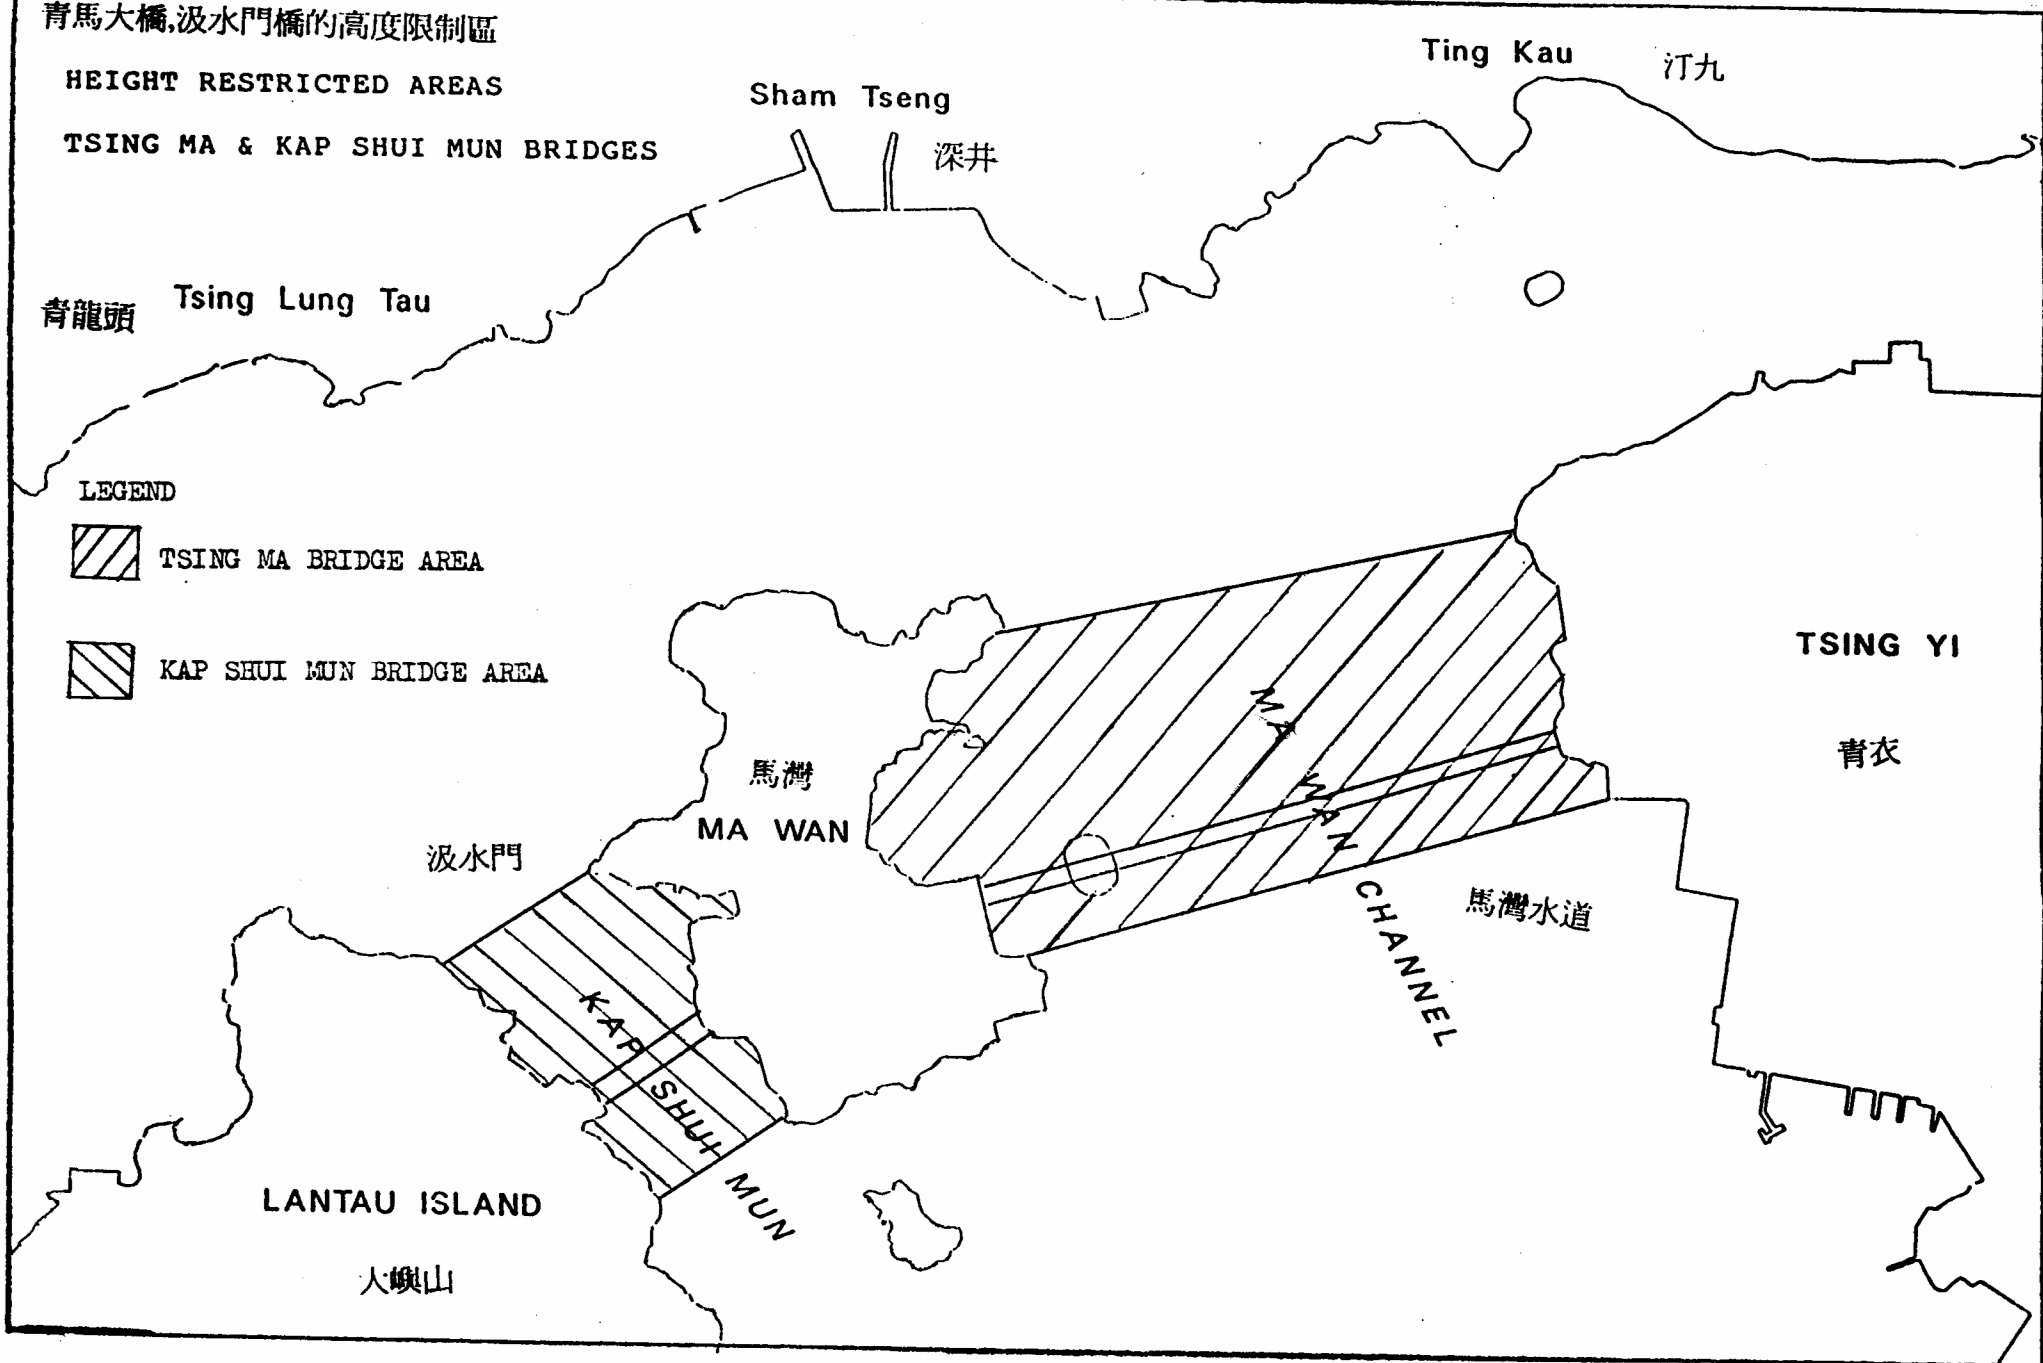 青馬大橋,汲水門橋的高度限制區
HEIGHT RESTRICTED AREAS
TSING MA & KAP SHUI MUN BRIDGES
Ting Kau 汀九
Sham Tseng
深井
青龍頭 Tsing Lung Tau
LEGEND
TSING MA BRIDGE AREA
KAP SHUI MUN BRIDGE AREA
TSING YI
青衣
馬灣
MA WAN
MA WAN CHANNEL
馬灣水道
汲水門
KAP SHUI MUN
LANTAU ISLAND
大嶼山